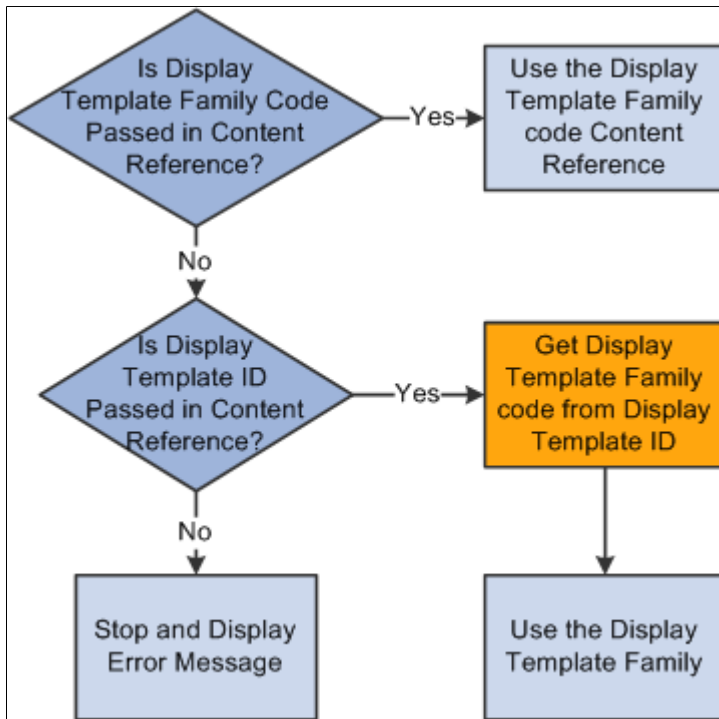 Is Display
Template Family Code
Passed in Content
Reference?
Yes
Use the Display
Template Family
code Content
Reference
No
Is Display
Template ID
Passed in Content
Reference?
Yes
Get Display
Template Family
code from Display
Template ID
No
Stop and Display
Error Message
Use the Display
Template Family